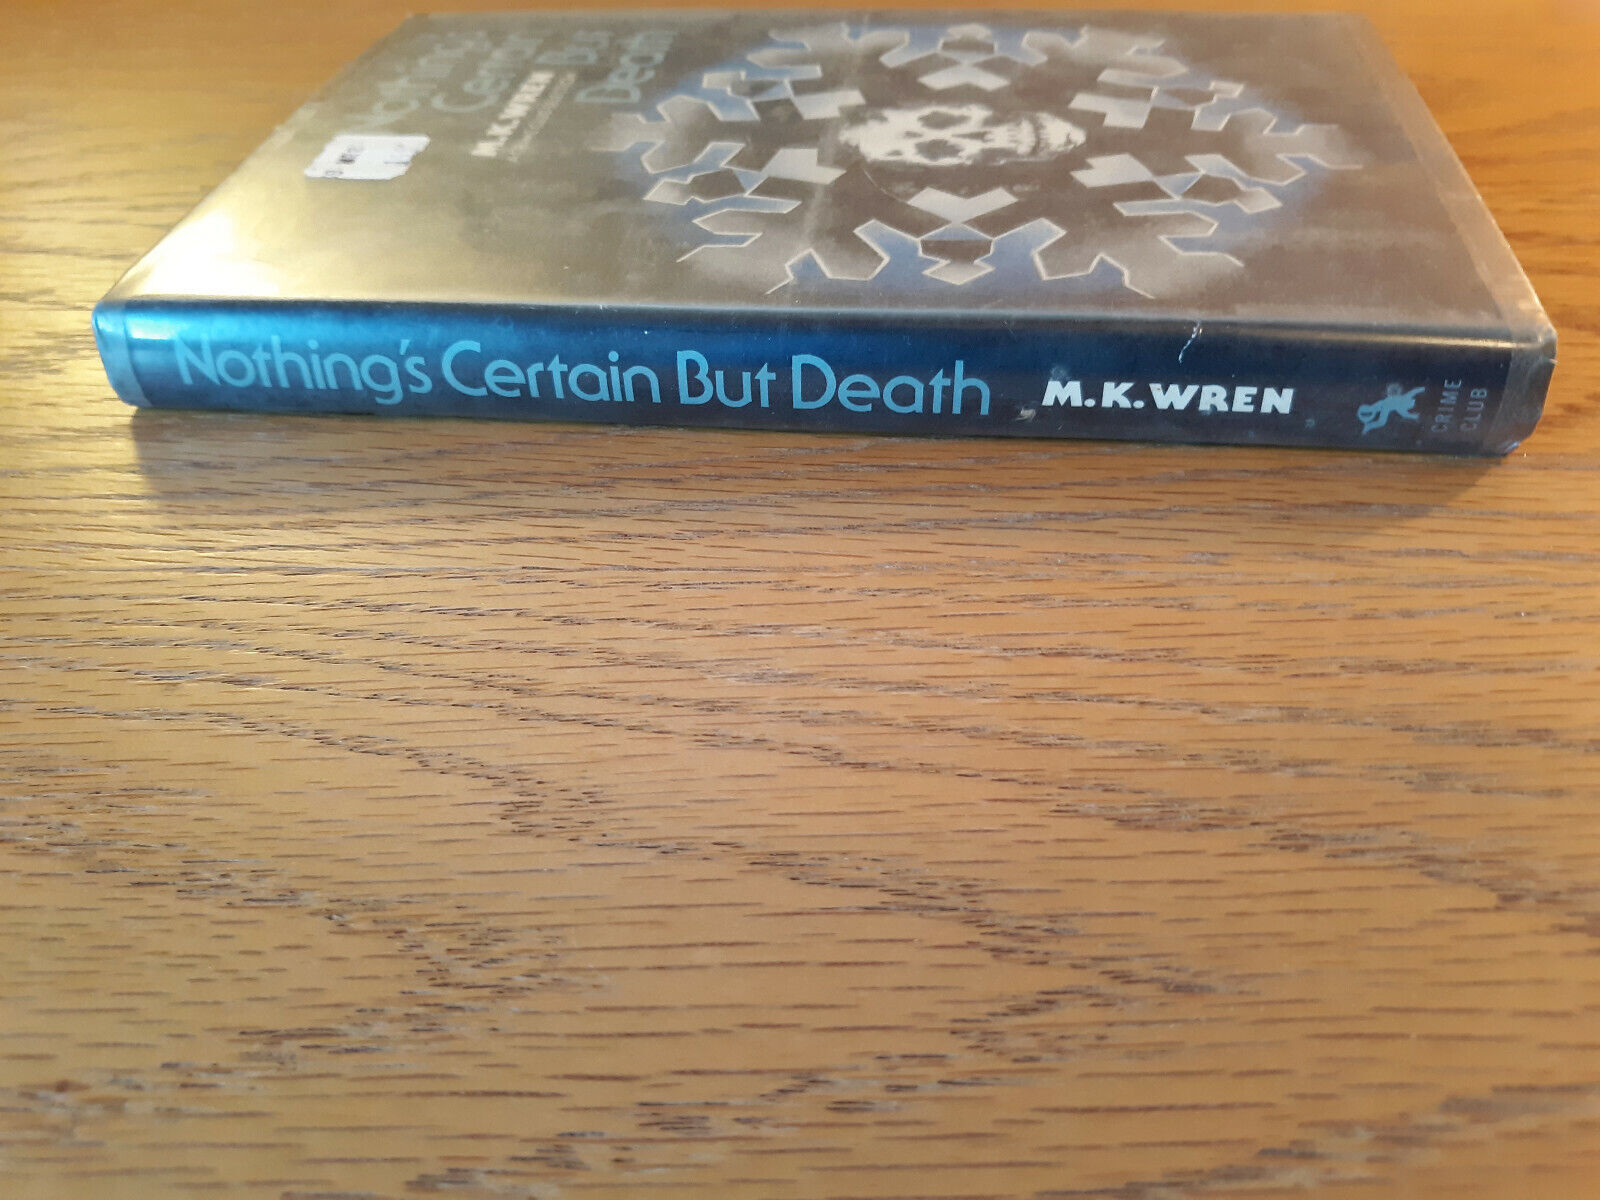 Nothing's
Certain
But
Death
M.K.WREN
Nothing's Certain But Death M.K.WREN CRIME CLUB